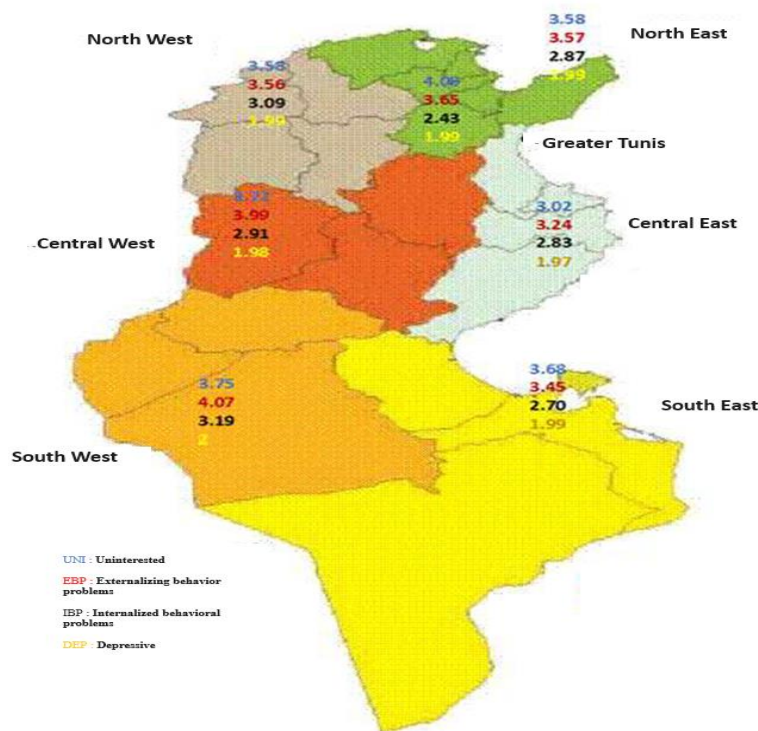 North West
3.58
3.56
3.09
1.99
3.58
3.57
2.87
1.99
North East
3.65
2.43
1.99
Greater Tunis
3.99
2.91
1.98
Central West
3.02
3.24
2.83
1.97
Central East
3.75
4.07
3.19
2
South West
3.68
3.45
2.70
1.99
South East
UNI : Uninterested
EBP : Externalizing behavior
problems
IBP : Internalized behavioral
problems
DEP : Depressive